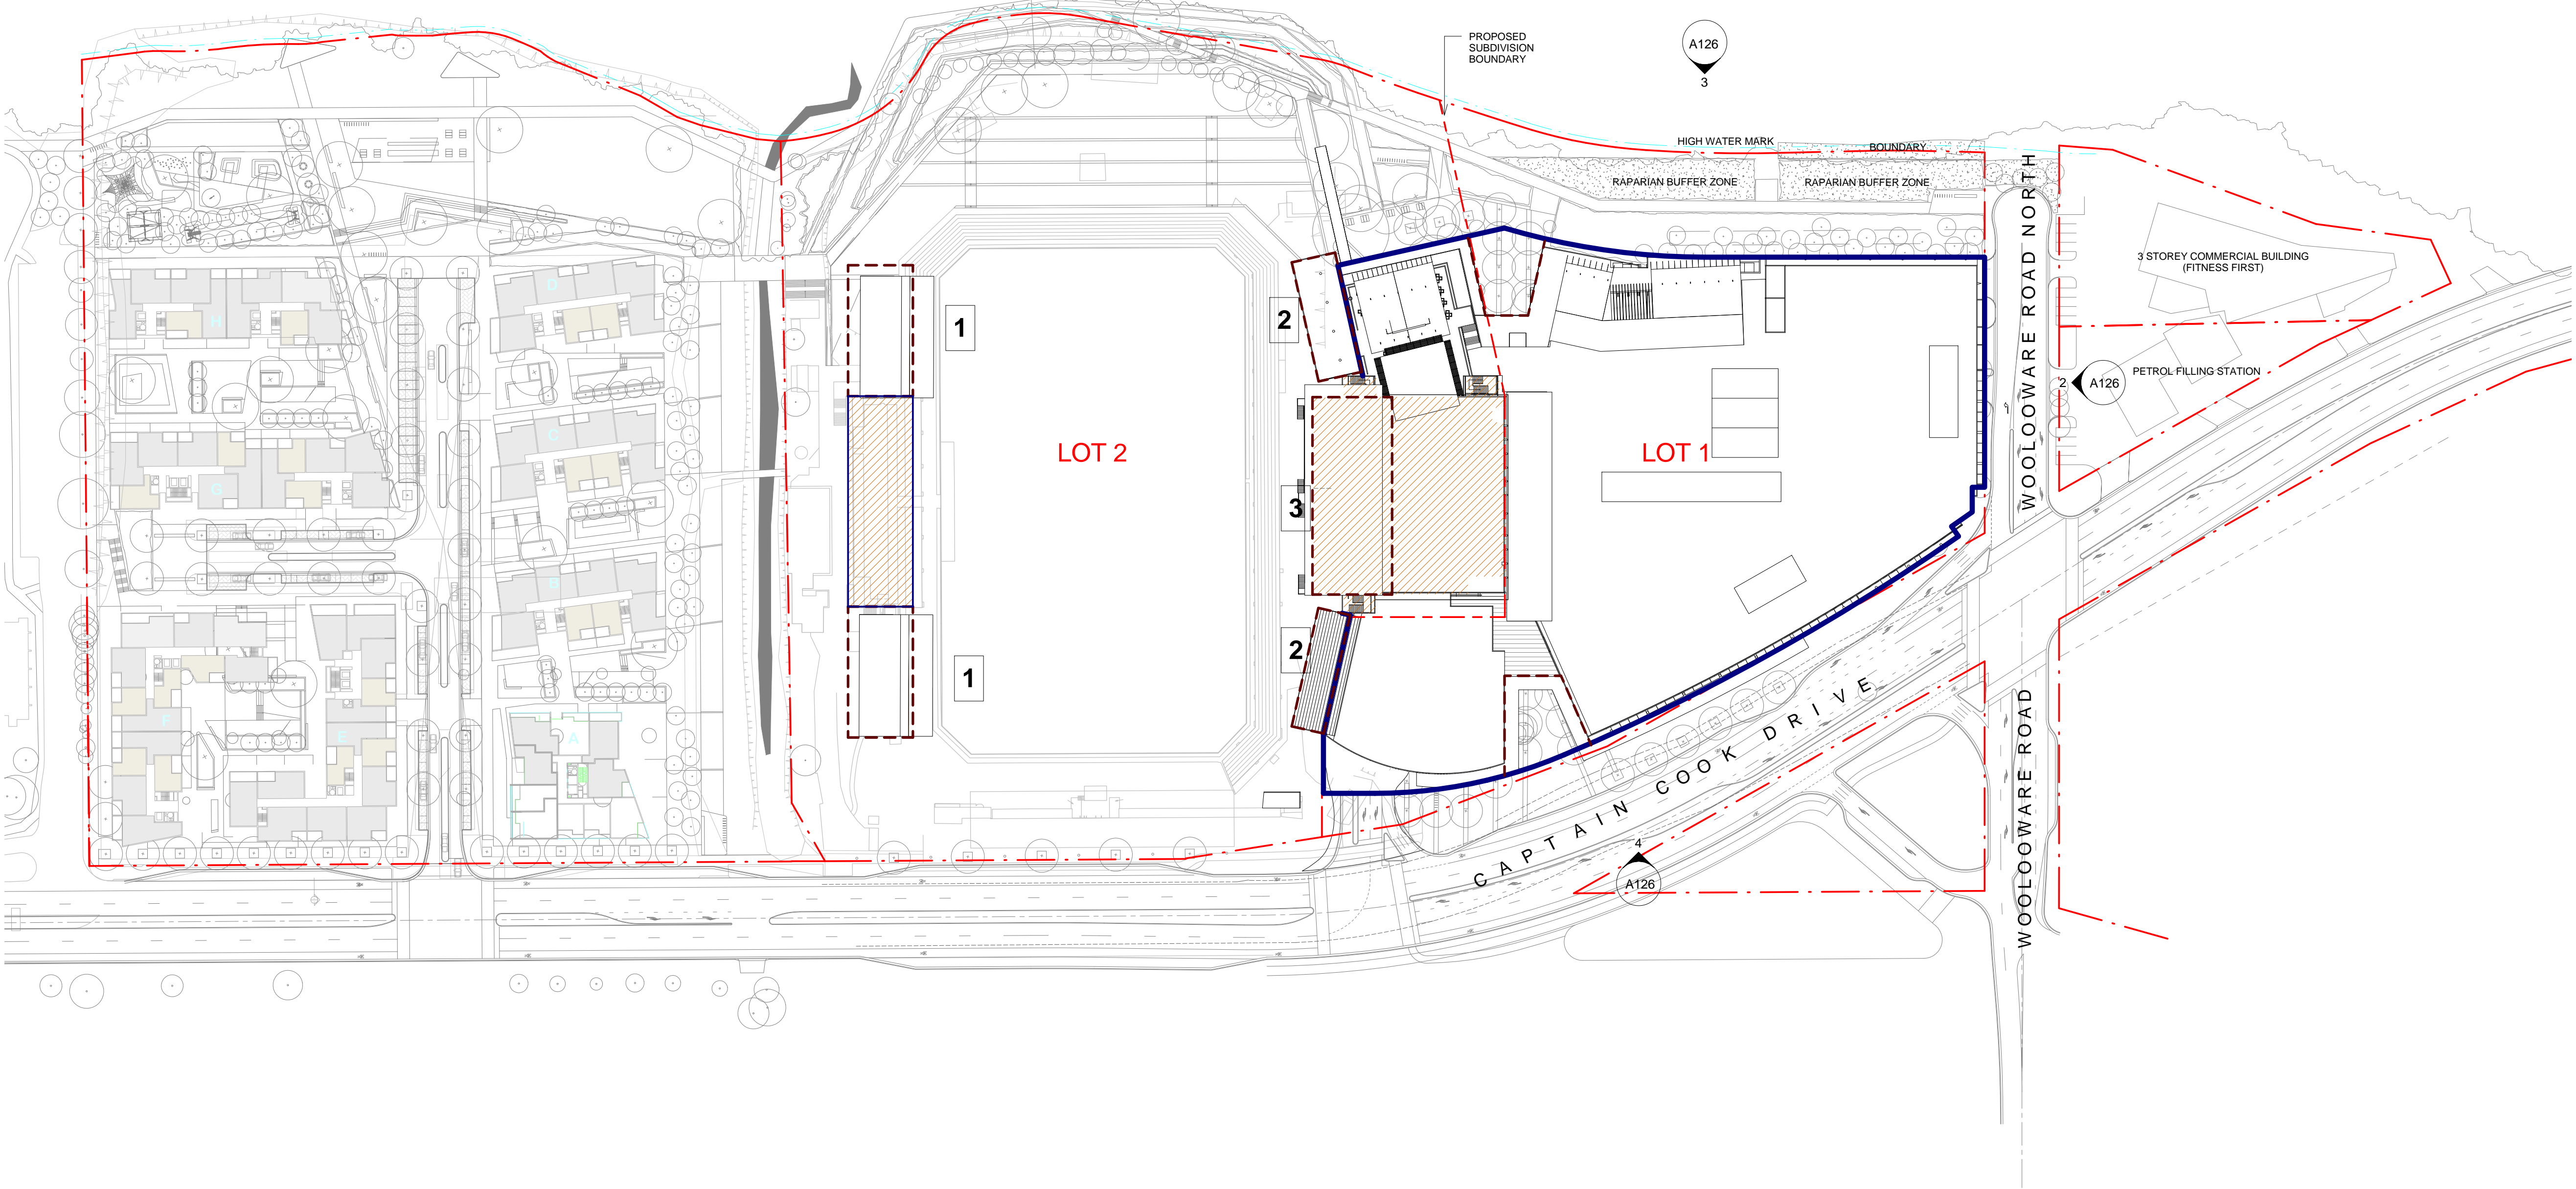 PROPOSED
SUBDIVISION
BOUNDARY
A126
3
HIGH WATER MARK
BOUNDARY
RAPARIAN BUFFER ZONE
RAPARIAN BUFFER ZONE
WOOLOOWARE ROAD NORTH
3 STOREY COMMERCIAL BUILDING
(FITNESS FIRST)
H
D
1
2
2
A126
PETROL FILLING STATION
C
LOT 2
LOT 1
G
3
B
2
1
F
E
A
CAPTAIN COOK DRIVE
WOOLOOWARE ROAD
4
A126